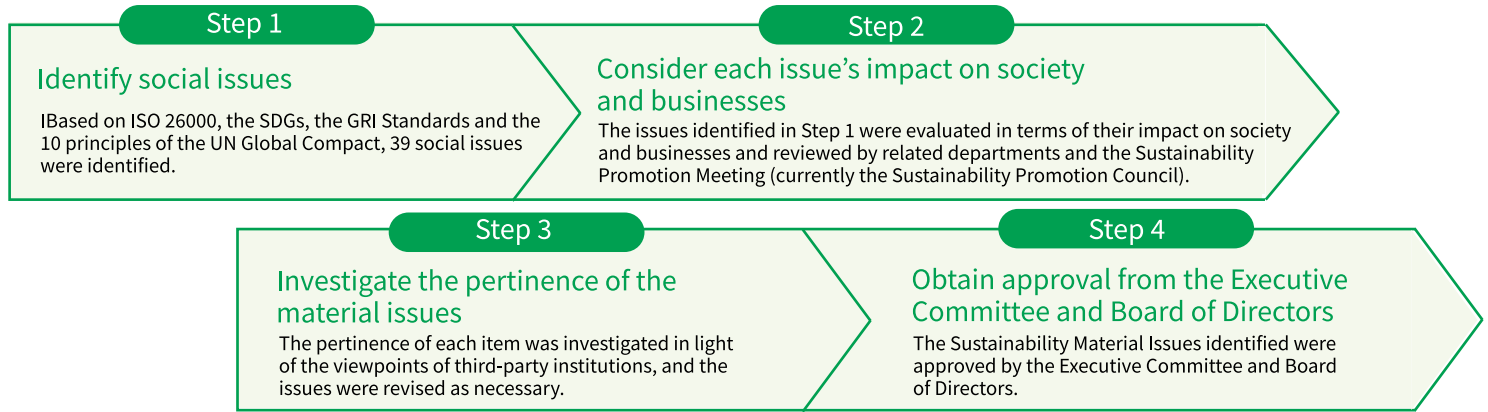 Step 1
Identify social issues
IBased on ISO 26000, the SDGs, the GRI Standards and the
10 principles of the UN Global Compact, 39 social issues
were identified.
Step 2
Consider each issue's impact on society
and businesses
The issues identified in Step 1 were evaluated in terms of their impact on society
and businesses and reviewed by related departments and the Sustainability
Promotion Meeting (currently the Sustainability Promotion Council).
Step 3
Investigate the pertinence of the
material issues
The pertinence of each item was investigated in light
of the viewpoints of third-party institutions, and the
issues were revised as necessary.
Step 4
Obtain approval from the Executive
Committee and Board of Directors
The Sustainability Material Issues identified were
approved by the Executive Committee and Board
of Directors.